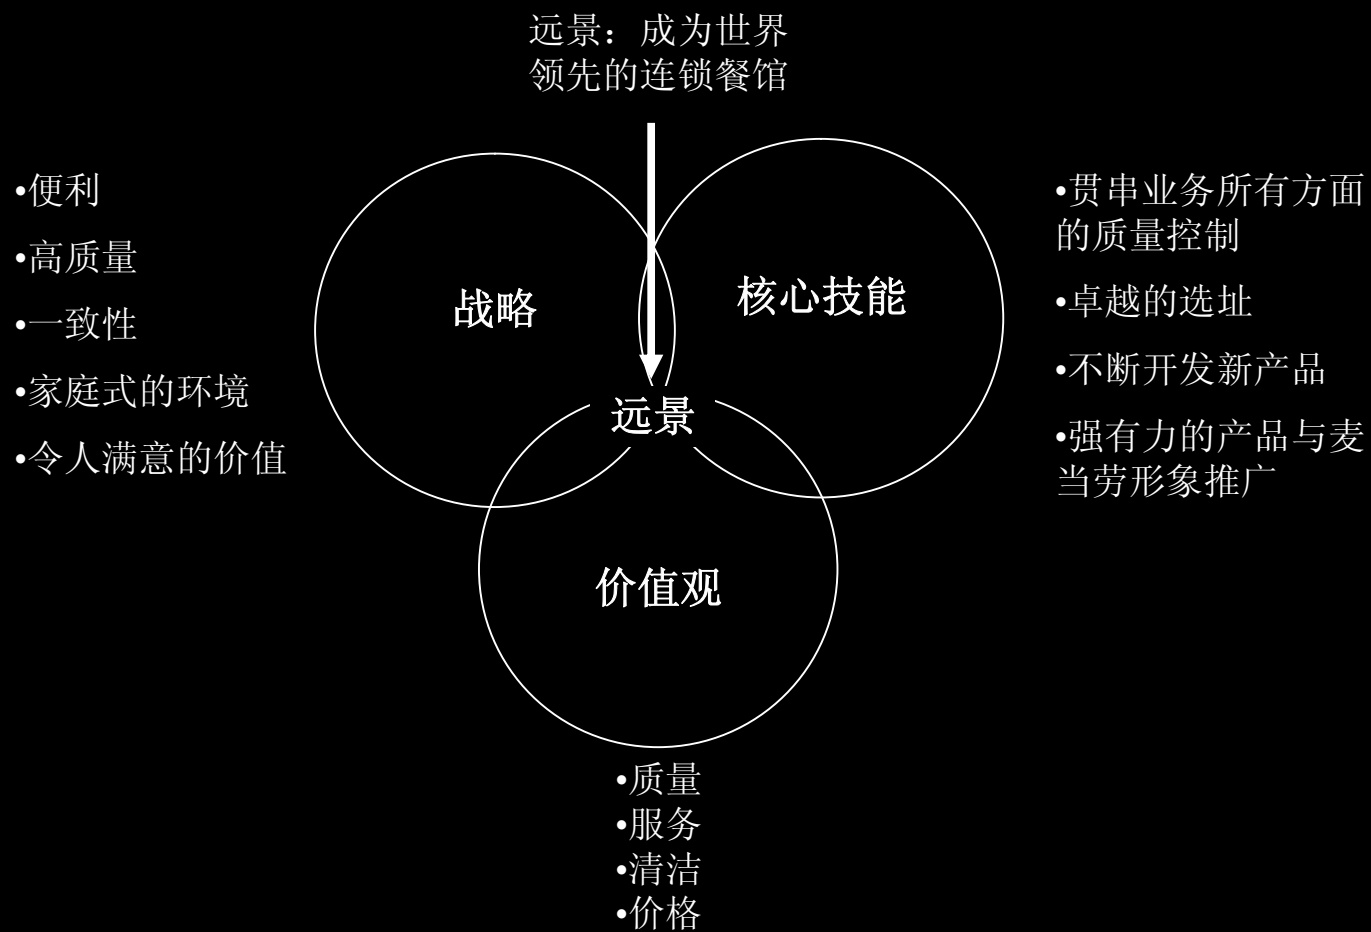 远景：成为世界
领先的连锁餐馆
•便利
•高质量
•一致性
•家庭式的环境
•令人满意的价值
战略
核心技能
远景
价值观
•贯串业务所有方面
的质量控制
•卓越的选址
•不断开发新产品
•强有力的产品与麦
当劳形象推广
•质量
•服务
•清洁
•价格